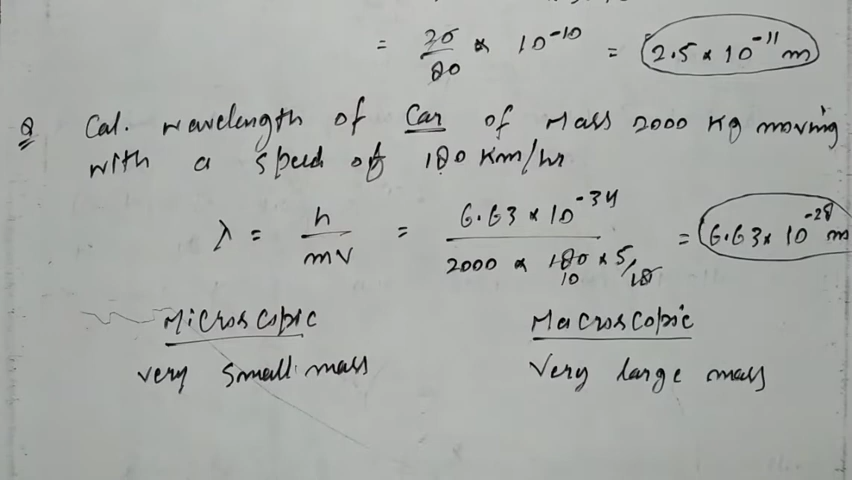 = 20/80 × 10^-10 = 2.5 × 10^-11 m
Q Cal. wavelength of Car of Mass 2000 Kg moving
with a speed of 180 Km/hr
λ = h/mv = 6.63 × 10^-34 / 2000 × 180 × 5/18 = 6.63 × 10^-28 m
10
Microscopic Macroscopic
very small mass Very large mass